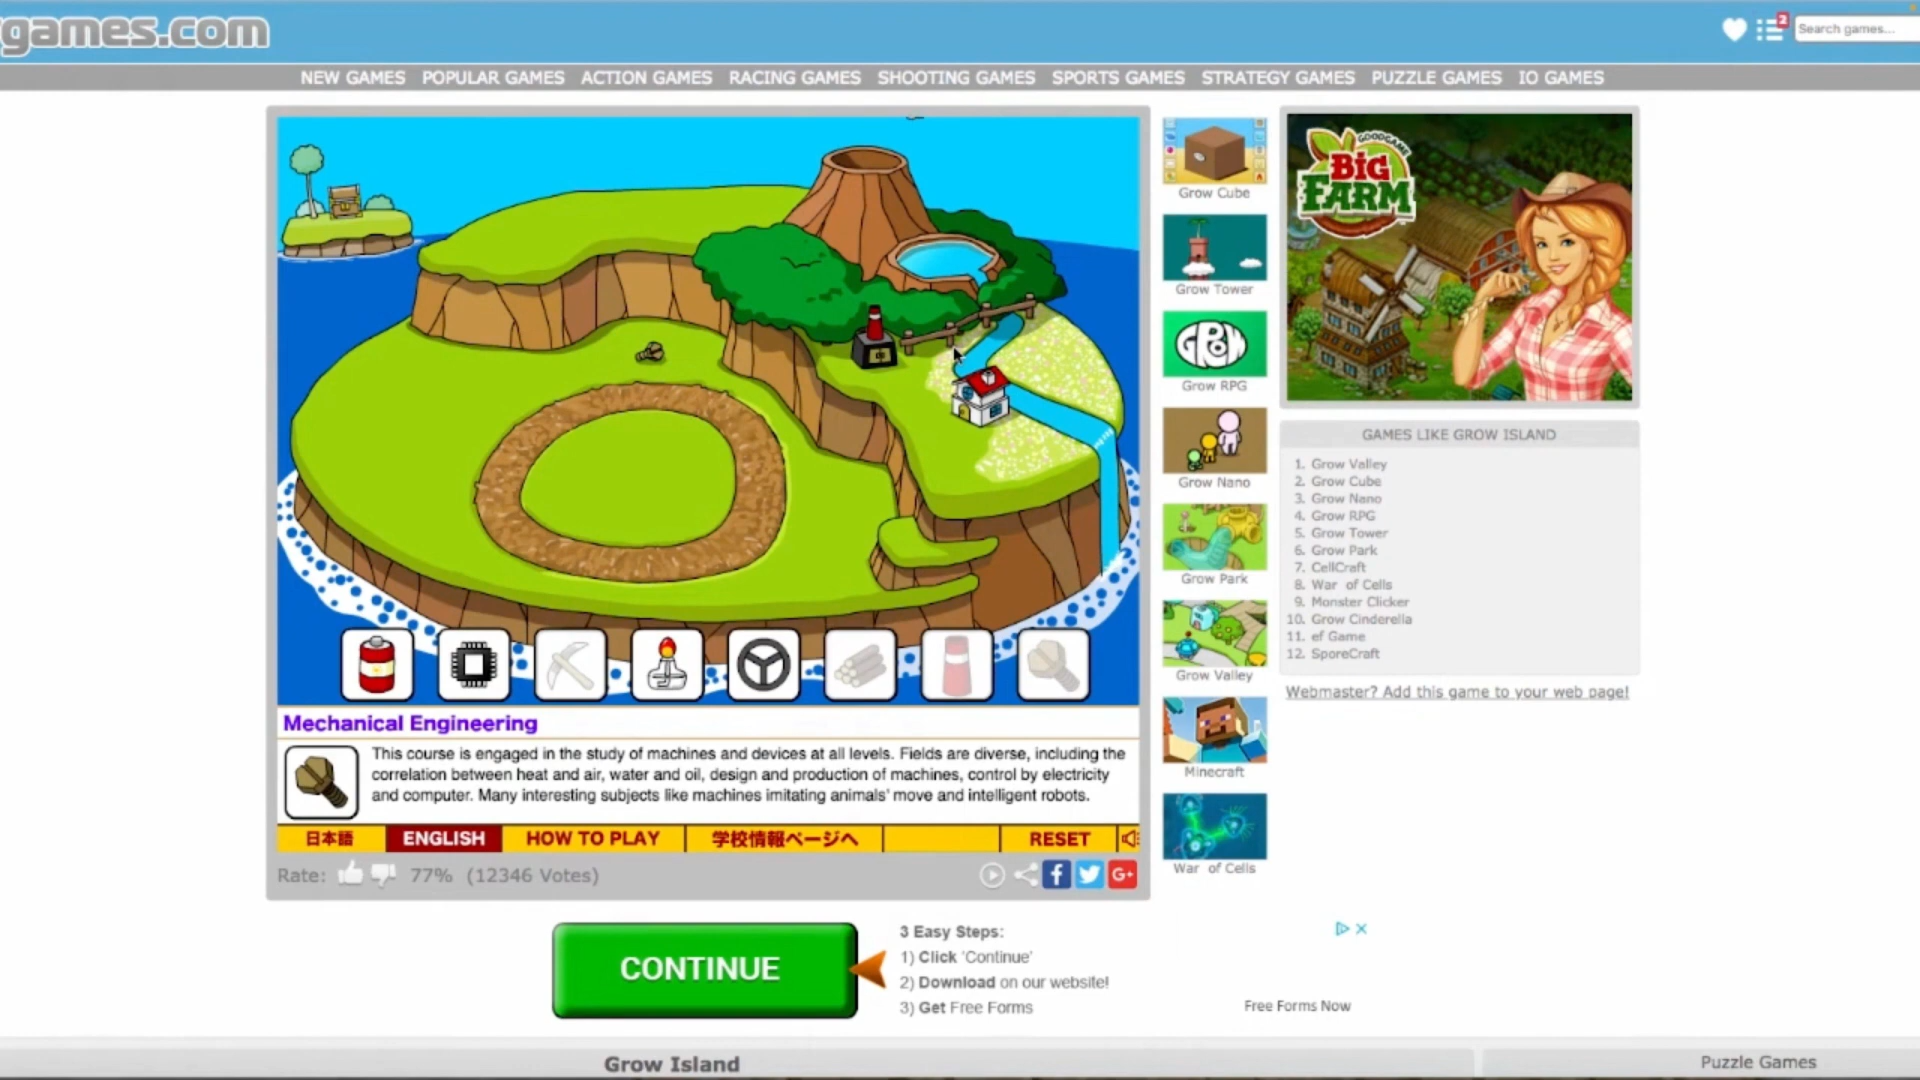 games.com
2
Search games...
NEW GAMES POPULAR GAMES ACTION GAMES RACING GAMES SHOOTING GAMES SPORTS GAMES STRATEGY GAMES PUZZLE GAMES IO GAMES
Grow Cube
Grow Tower
GROW
Grow RPG
Grow Nano
Grow Park
Grow Valley
Minecraft
War of Cells
GOODGAME
BIG
FARM
GAMES LIKE GROW ISLAND
1. Grow Valley
2. Grow Cube
3. Grow Nano
4. Grow RPG
5. Grow Tower
6. Grow Park
7. CellCraft
8. War of Cells
9. Monster Clicker
10. Grow Cinderella
11. ef Game
12. SporeCraft
Webmaster? Add this game to your web page!
Mechanical Engineering
This course is engaged in the study of machines and devices at all levels. Fields are diverse, including the
correlation between heat and air, water and oil, design and production of machines, control by electricity
and computer. Many interesting subjects like machines imitating animals' move and intelligent robots.
日本語 ENGLISH HOW TO PLAY 学校情報ページへ RESET
Rate: 77% (12346 Votes)
f G+
CONTINUE
3 Easy Steps:
1) Click 'Continue'
2) Download on our website!
3) Get Free Forms
Free Forms Now
Grow Island
Puzzle Games